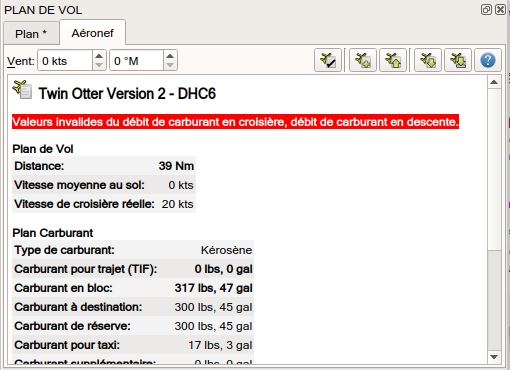 PLAN DE VOL
Plan * Aéronef
Vent: 0 kts 0 °M
Twin Otter Version 2 - DHC6
Valeurs invalides du débit de carburant en croisière, débit de carburant en descente.
Plan de Vol
Distance: 39 Nm
Vitesse moyenne au sol: 0 kts
Vitesse de croisière réelle: 20 kts
Plan Carburant
Type de carburant: Kérosène
Carburant pour trajet (TIF): 0 lbs, 0 gal
Carburant en bloc: 317 lbs, 47 gal
Carburant à destination: 300 lbs, 45 gal
Carburant de réserve: 300 lbs, 45 gal
Carburant pour taxi: 17 lbs, 3 gal
Carburant supplémentaire: 0 lbs, 0 gal